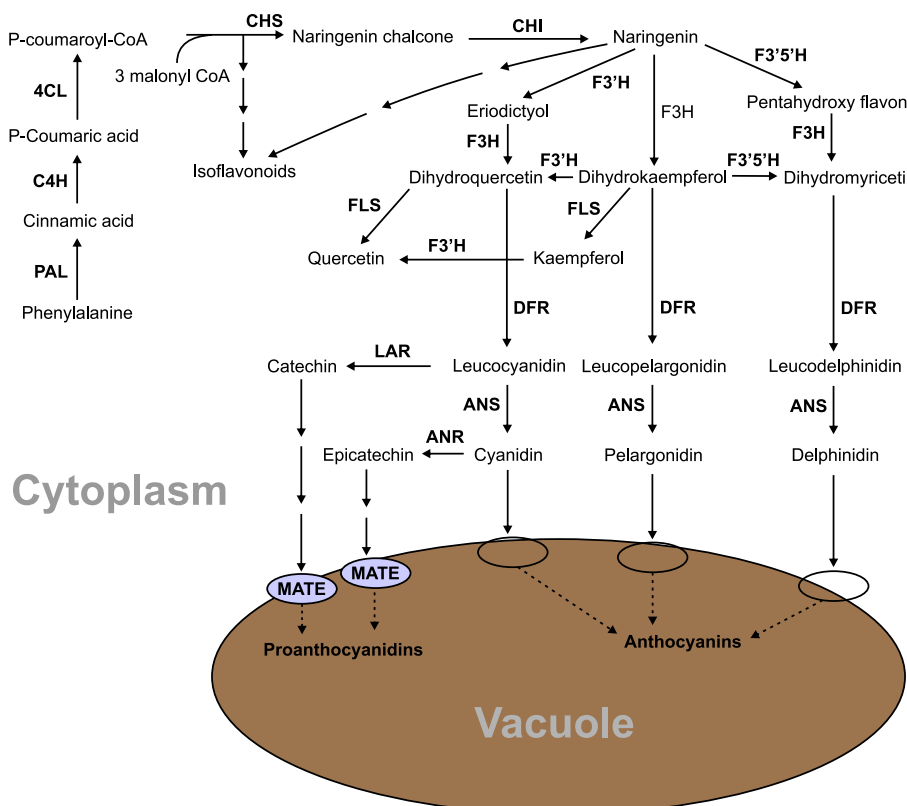 CHS
P-coumaroyl-CoA
Naringenin chalcone
CHI
Naringenin
3 malonyl CoA
F3'5'H
F3'H
4CL
Eriodictyol
F3H
Pentahydroxy flavon
P-Coumaric acid
F3H
F3H
Isoflavonoids
F3'H
F3'5'H
Dihydroquercetin
Dihydrokaempferol
Dihydromyriceti
C4H
FLS
FLS
Cinnamic acid
Quercetin
F3'H
Kaempferol
PAL
Phenylalanine
DFR
DFR
DFR
LAR
Catechin
Leucocyanidin
Leucopelargonidin
Leucodelphinidin
ANS
ANS
ANS
ANR
Epicatechin
Cyanidin
Pelargonidin
Delphinidin
Cytoplasm
MATE
MATE
Proanthocyanidins
Anthocyanins
Vacuole